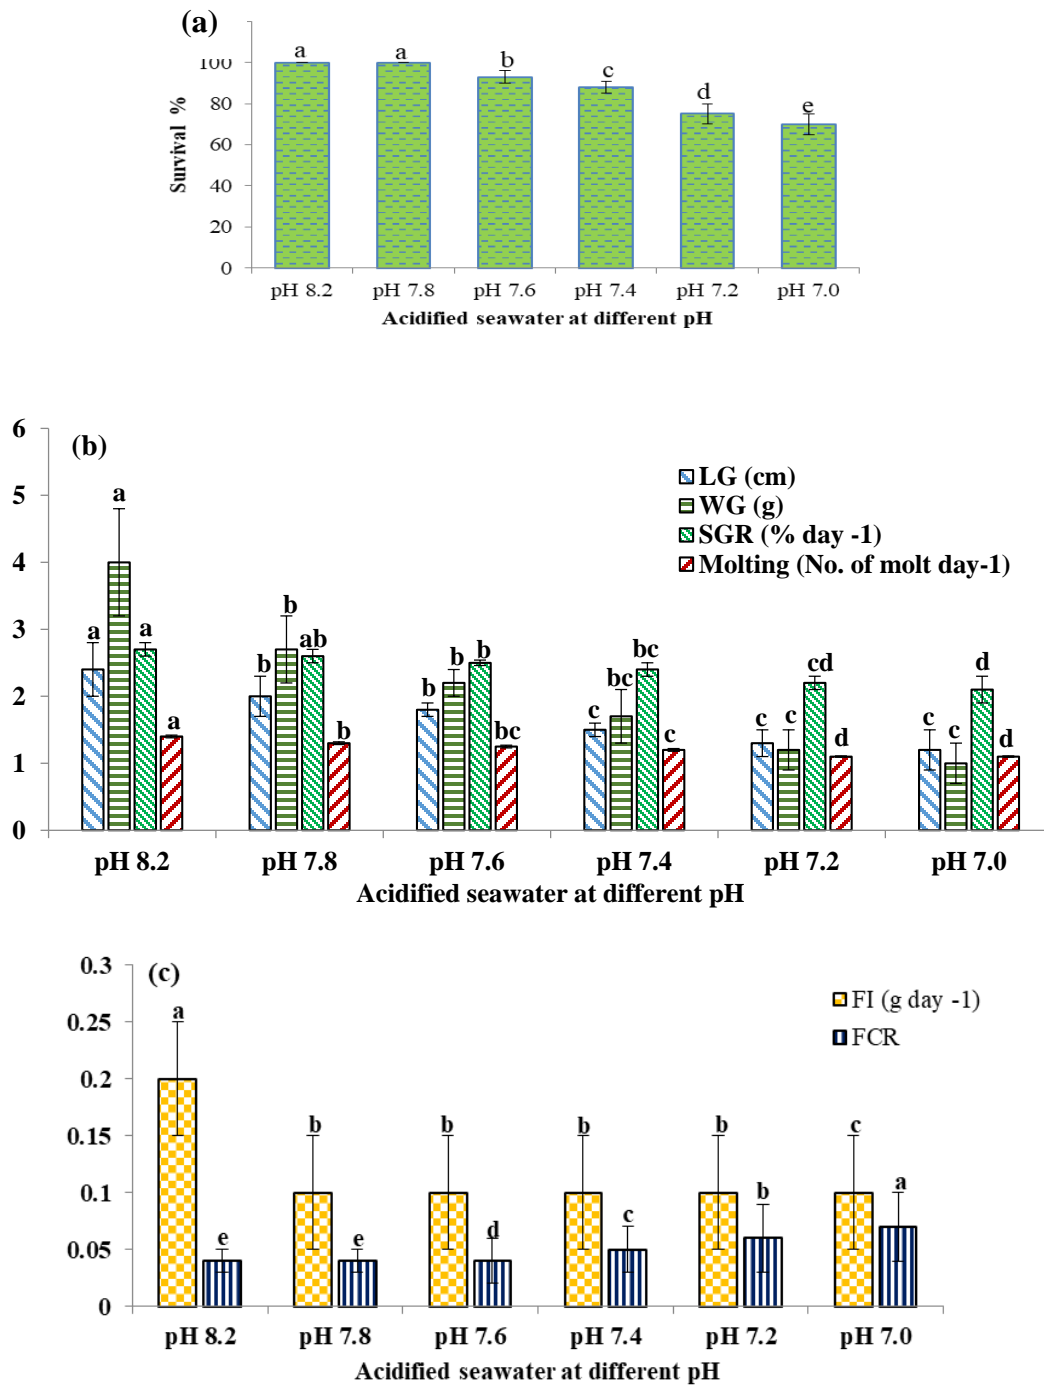 (a)
a a b c d e
100
80
60
40
20
0
Survival %
pH 8.2 pH 7.8 pH 7.6 pH 7.4 pH 7.2 pH 7.0
Acidified seawater at different pH
(b)
6
5
4
3
2
1
0
LG (cm)
WG (g)
SGR (% day -1)
Molting (No. of molt day-1)
a a a a
b b ab b
b b b bc
c bc bc c
c c cd d
c c d d
pH 8.2 pH 7.8 pH 7.6 pH 7.4 pH 7.2 pH 7.0
Acidified seawater at different pH
(c)
0.3
0.25
0.2
0.15
0.1
0.05
0
FI (g day -1)
FCR
a e
b e
b d
b c
b b
c a
pH 8.2 pH 7.8 pH 7.6 pH 7.4 pH 7.2 pH 7.0
Acidified seawater at different pH